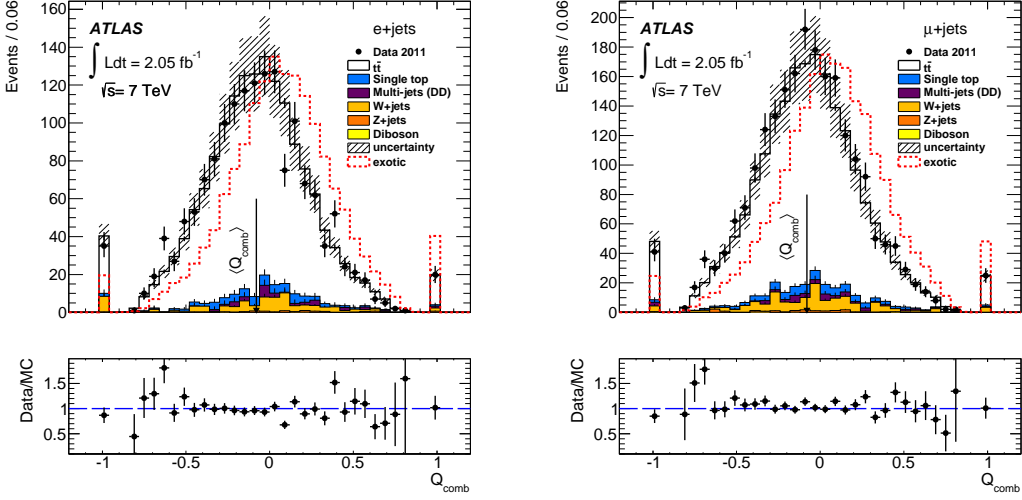 Events / 0.06
160
140
120
100
80
60
40
20
0
ATLAS
∫ Ldt = 2.05 fb⁻¹
√s= 7 TeV
e+jets
Data 2011
tt̄
Single top
Multi-jets (DD)
W+jets
Z+jets
Diboson
uncertainty
exotic
⟨Q_comb⟩
Data/MC
1.5
1
0.5
-1 -0.5 0 0.5 1
Q_comb
Events / 0.06
200
180
160
140
120
100
80
60
40
20
0
ATLAS
∫ Ldt = 2.05 fb⁻¹
√s= 7 TeV
μ+jets
Data 2011
tt̄
Single top
Multi-jets (DD)
W+jets
Z+jets
Diboson
uncertainty
exotic
⟨Q_comb⟩
Data/MC
1.5
1
0.5
-1 -0.5 0 0.5 1
Q_comb